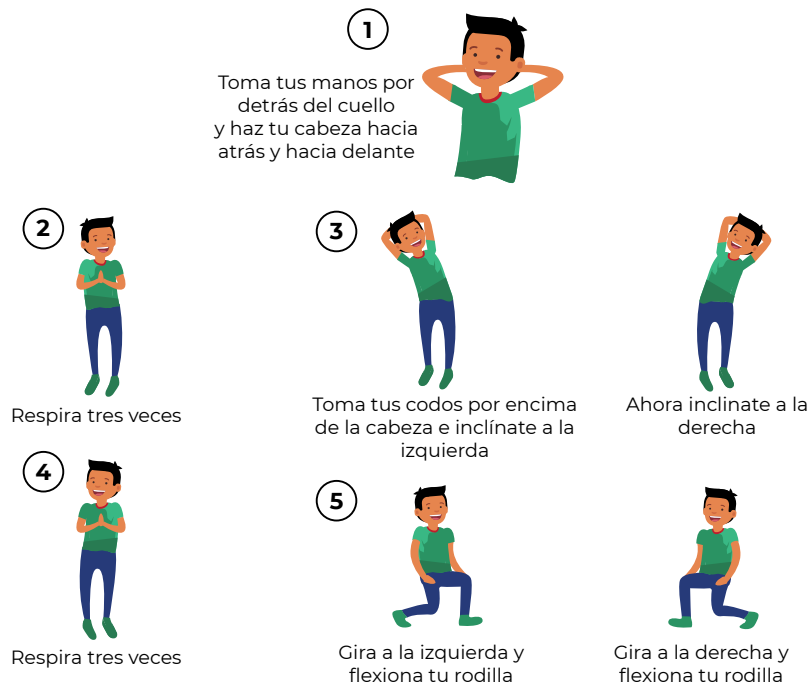 1
Toma tus manos por
detrás del cuello
y haz tu cabeza hacia
atrás y hacia delante
2
Respira tres veces
3
Toma tus codos por encima
de la cabeza e inclínate a la
izquierda
Ahora inclinate a la
derecha
4
Respira tres veces
5
Gira a la izquierda y
flexiona tu rodilla
Gira a la derecha y
flexiona tu rodilla